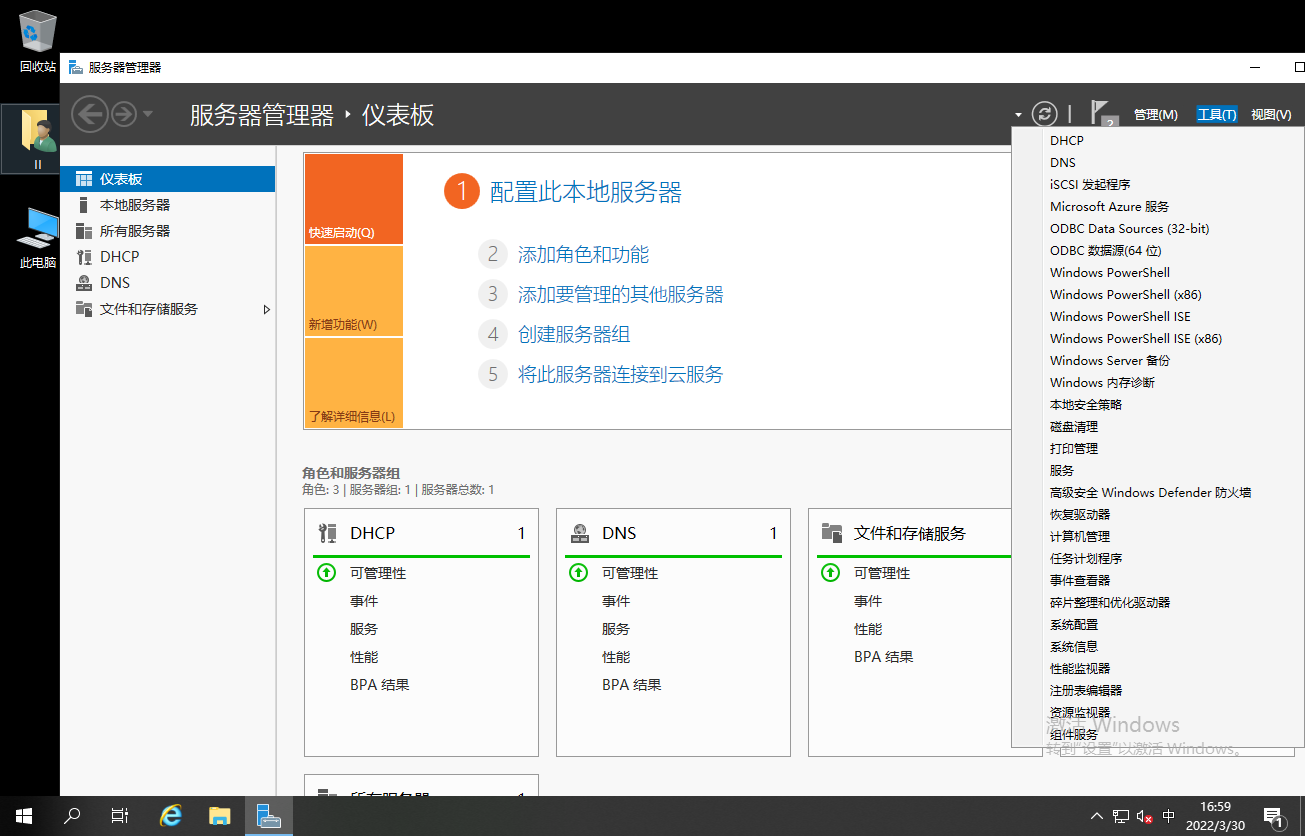 回收站
服务器管理器
服务器管理器 ‣ 仪表板
管理(M) 工具(T) 视图(V)
2
仪表板
本地服务器
所有服务器
DHCP
DNS
文件和存储服务
此电脑
快速启动(Q)
新增功能(W)
了解详细信息(L)
1 配置此本地服务器
2 添加角色和功能
3 添加要管理的其他服务器
4 创建服务器组
5 将此服务器连接到云服务
角色和服务器组
角色: 3 | 服务器组: 1 | 服务器总数: 1
DHCP 1
可管理性
事件
服务
性能
BPA 结果
DNS 1
可管理性
事件
服务
性能
BPA 结果
文件和存储服务
可管理性
事件
性能
BPA 结果
所有服务器 1
DHCP
DNS
iSCSI 发起程序
Microsoft Azure 服务
ODBC Data Sources (32-bit)
ODBC 数据源(64 位)
Windows PowerShell
Windows PowerShell (x86)
Windows PowerShell ISE
Windows PowerShell ISE (x86)
Windows Server 备份
Windows 内存诊断
本地安全策略
磁盘清理
打印管理
服务
高级安全 Windows Defender 防火墙
恢复驱动器
计算机管理
任务计划程序
事件查看器
碎片整理和优化驱动器
系统配置
系统信息
性能监视器
注册表编辑器
资源监视器
组件服务
激活 Windows
转到"设置"以激活 Windows。
中
16:59
2022/3/30
1